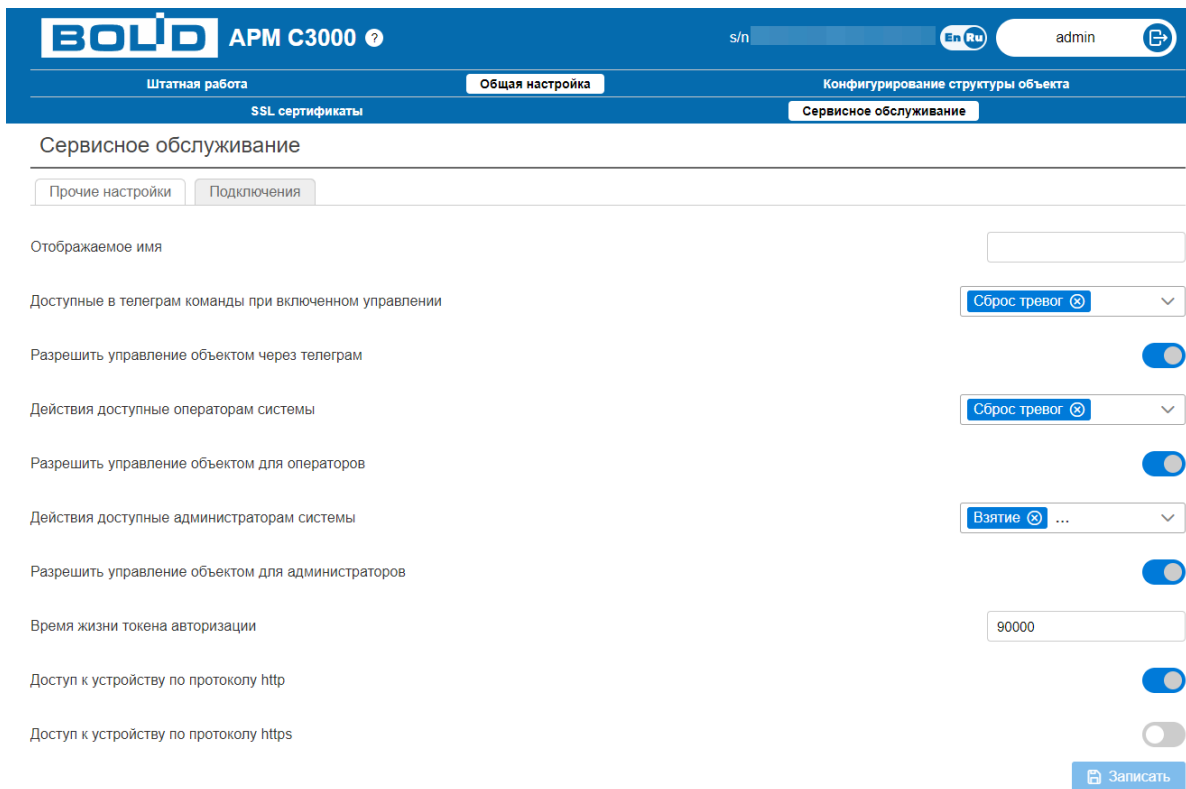 BOLID АРМ С3000 ?
s/n
En Ru
admin
Штатная работа
Общая настройка
Конфигурирование структуры объекта
SSL сертификаты
Сервисное обслуживание
Сервисное обслуживание
Прочие настройки
Подключения
Отображаемое имя
Доступные в телеграм команды при включенном управлении
Сброс тревог
Разрешить управление объектом через телеграм
Действия доступные операторам системы
Сброс тревог
Разрешить управление объектом для операторов
Действия доступные администраторам системы
Взятие ...
Разрешить управление объектом для администраторов
Время жизни токена авторизации
90000
Доступ к устройству по протоколу http
Доступ к устройству по протоколу https
Записать